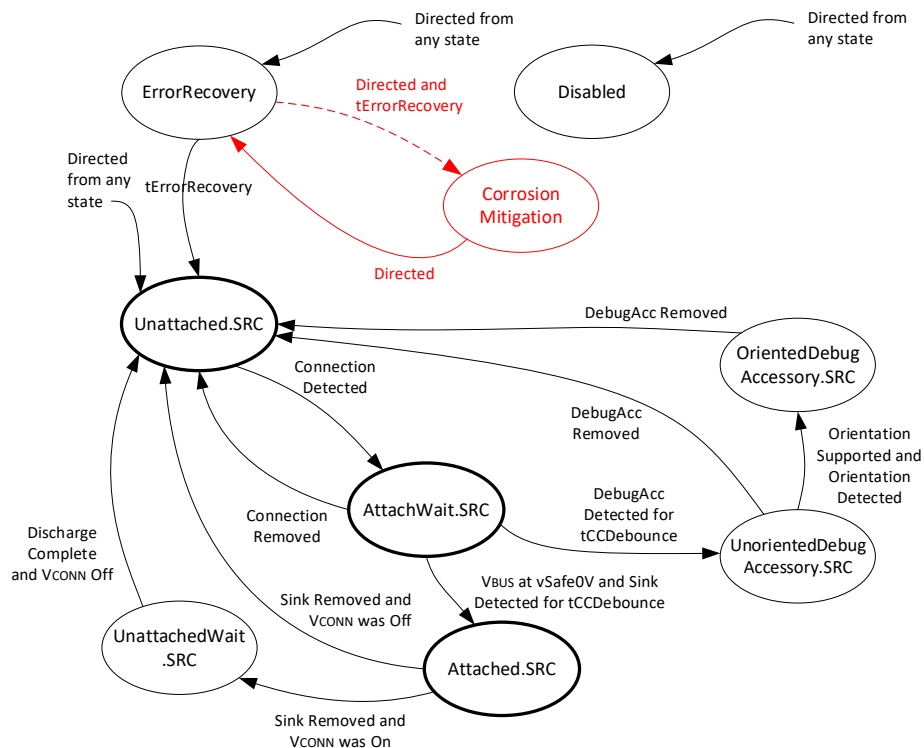 Directed from
any state
Directed from
any state
ErrorRecovery
Directed and
tErrorRecovery
Disabled
Directed
from any
state
tErrorRecovery
Corrosion
Mitigation
Directed
Unattached.SRC
DebugAcc Removed
OrientedDebug
Accessory.SRC
Connection
Detected
DebugAcc
Removed
Orientation
Supported and
Orientation
Detected
AttachWait.SRC
Connection
Removed
DebugAcc
Detected for
tCCDebounce
UnorientedDebug
Accessory.SRC
Discharge
Complete
and VCONN Off
VBUS at vSafe0V and Sink
Detected for tCCDebounce
Sink Removed and
VCONN was Off
UnattachedWait
.SRC
Attached.SRC
Sink Removed and
VCONN was On